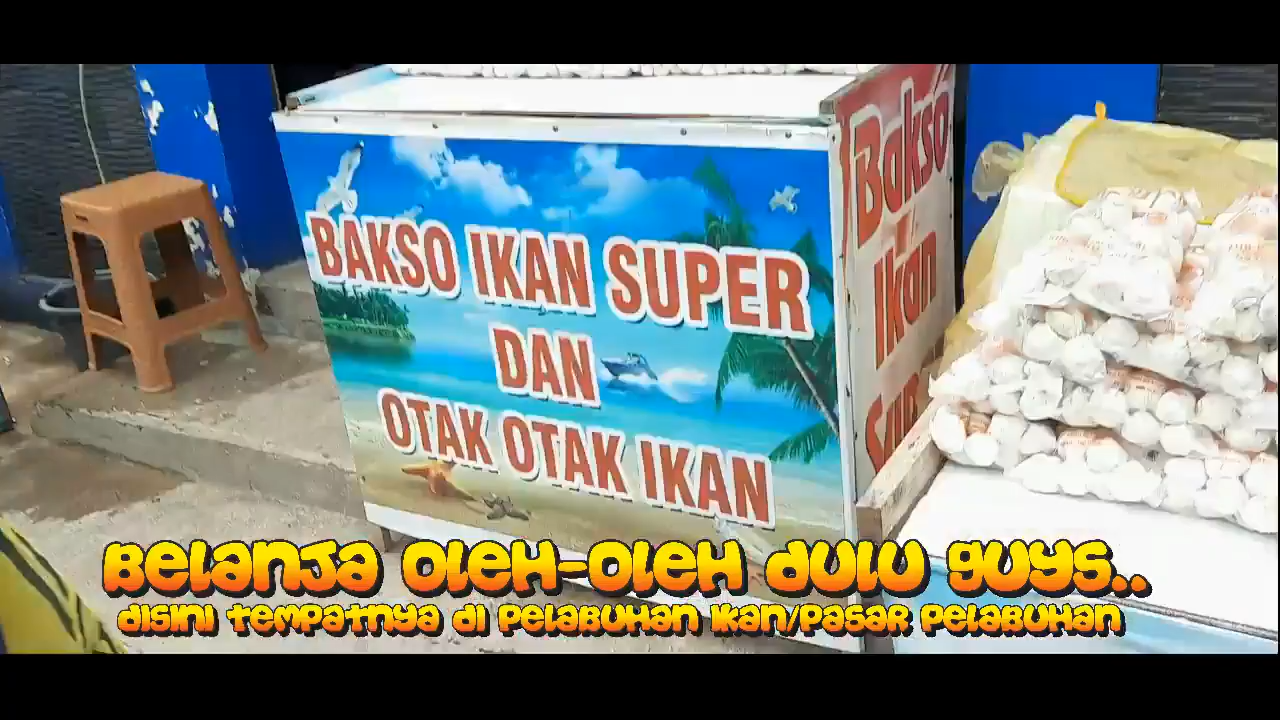 BAKSO IKAN SUPER
DAN
OTAK OTAK IKAN
Bakso
Ikan
BELANJA OLEH-OLEH DULU GUYS..
DISINI TEMPATNYA DI PELABUHAN IKAN/PASAR PELABUHAN